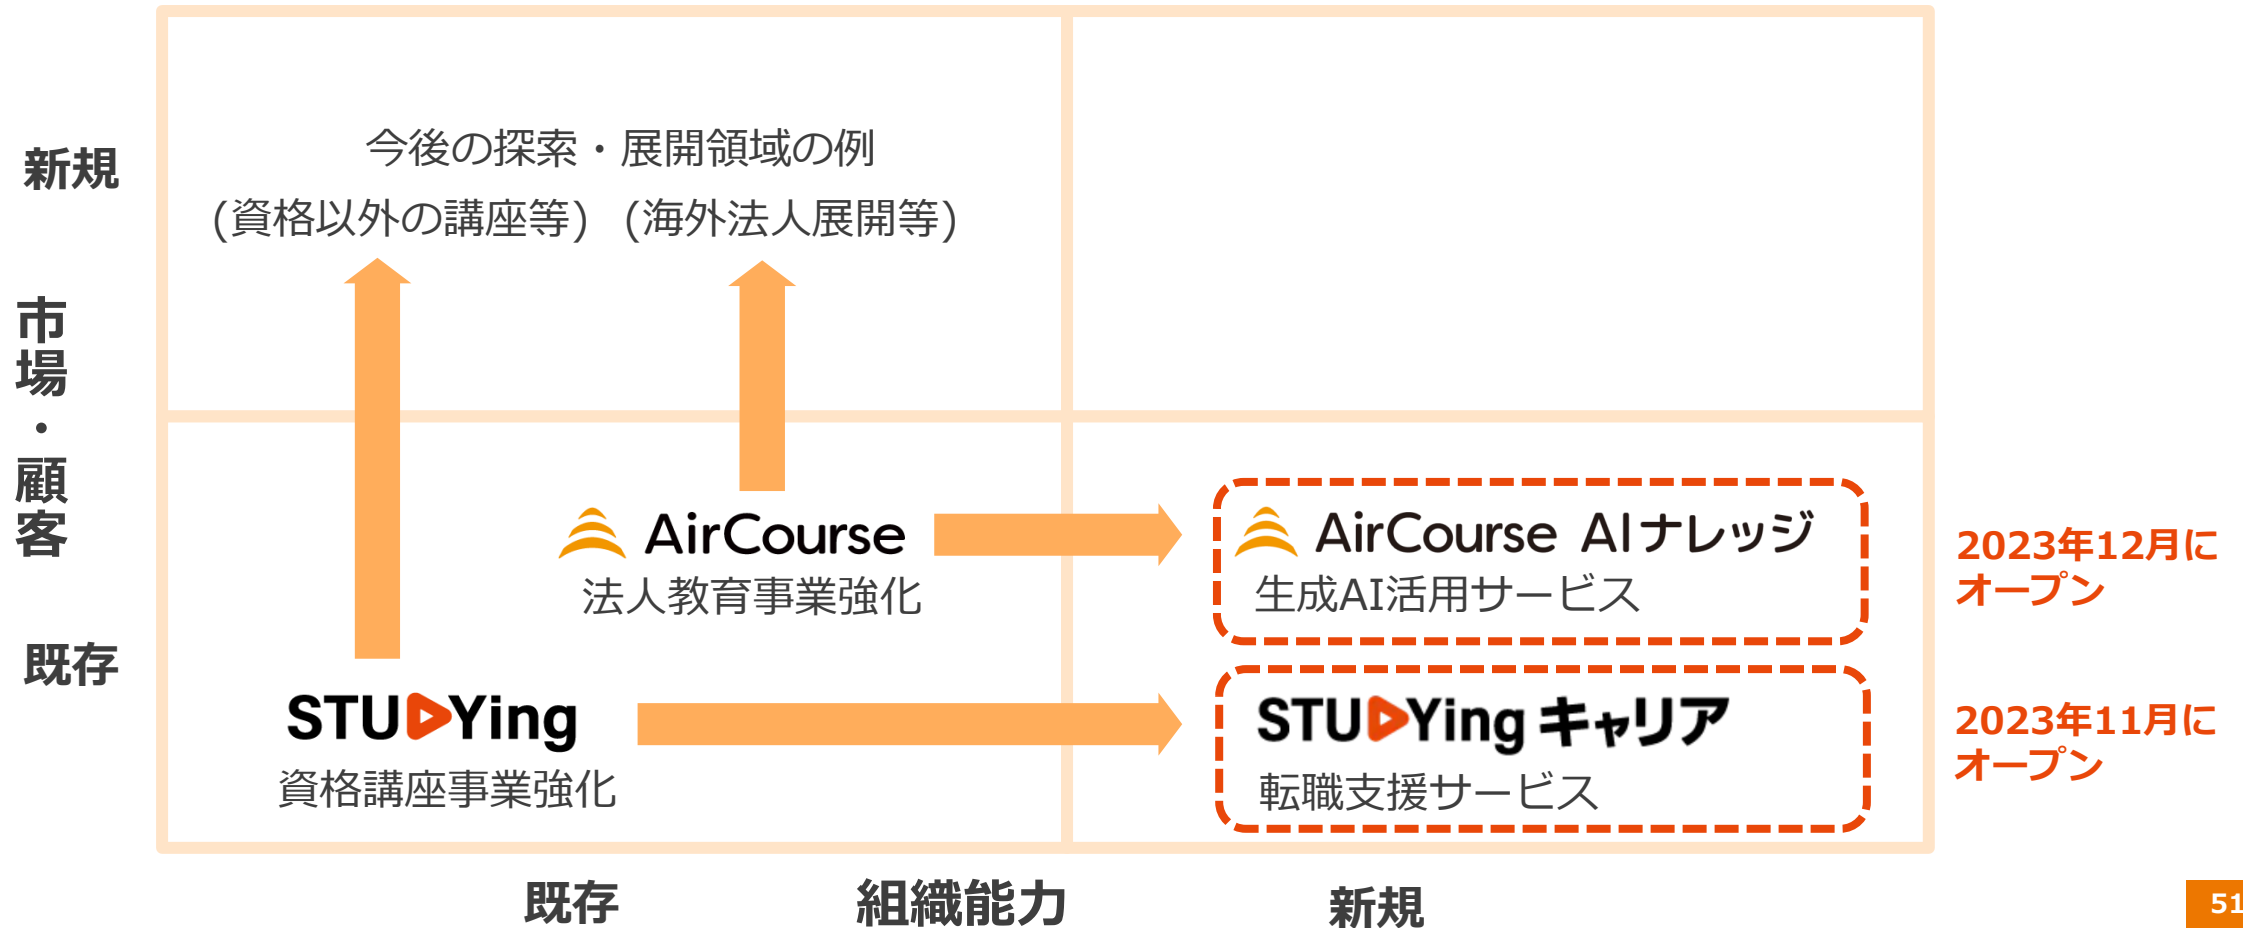 今後の探索・展開領域の例
(資格以外の講座等) (海外法人展開等)
新規
市場・顧客
既存
AirCourse
法人教育事業強化
AirCourse AIナレッジ
生成AI活用サービス
2023年12月に
オープン
STUDYing
資格講座事業強化
STUDYing キャリア
転職支援サービス
2023年11月に
オープン
既存
組織能力
新規
51